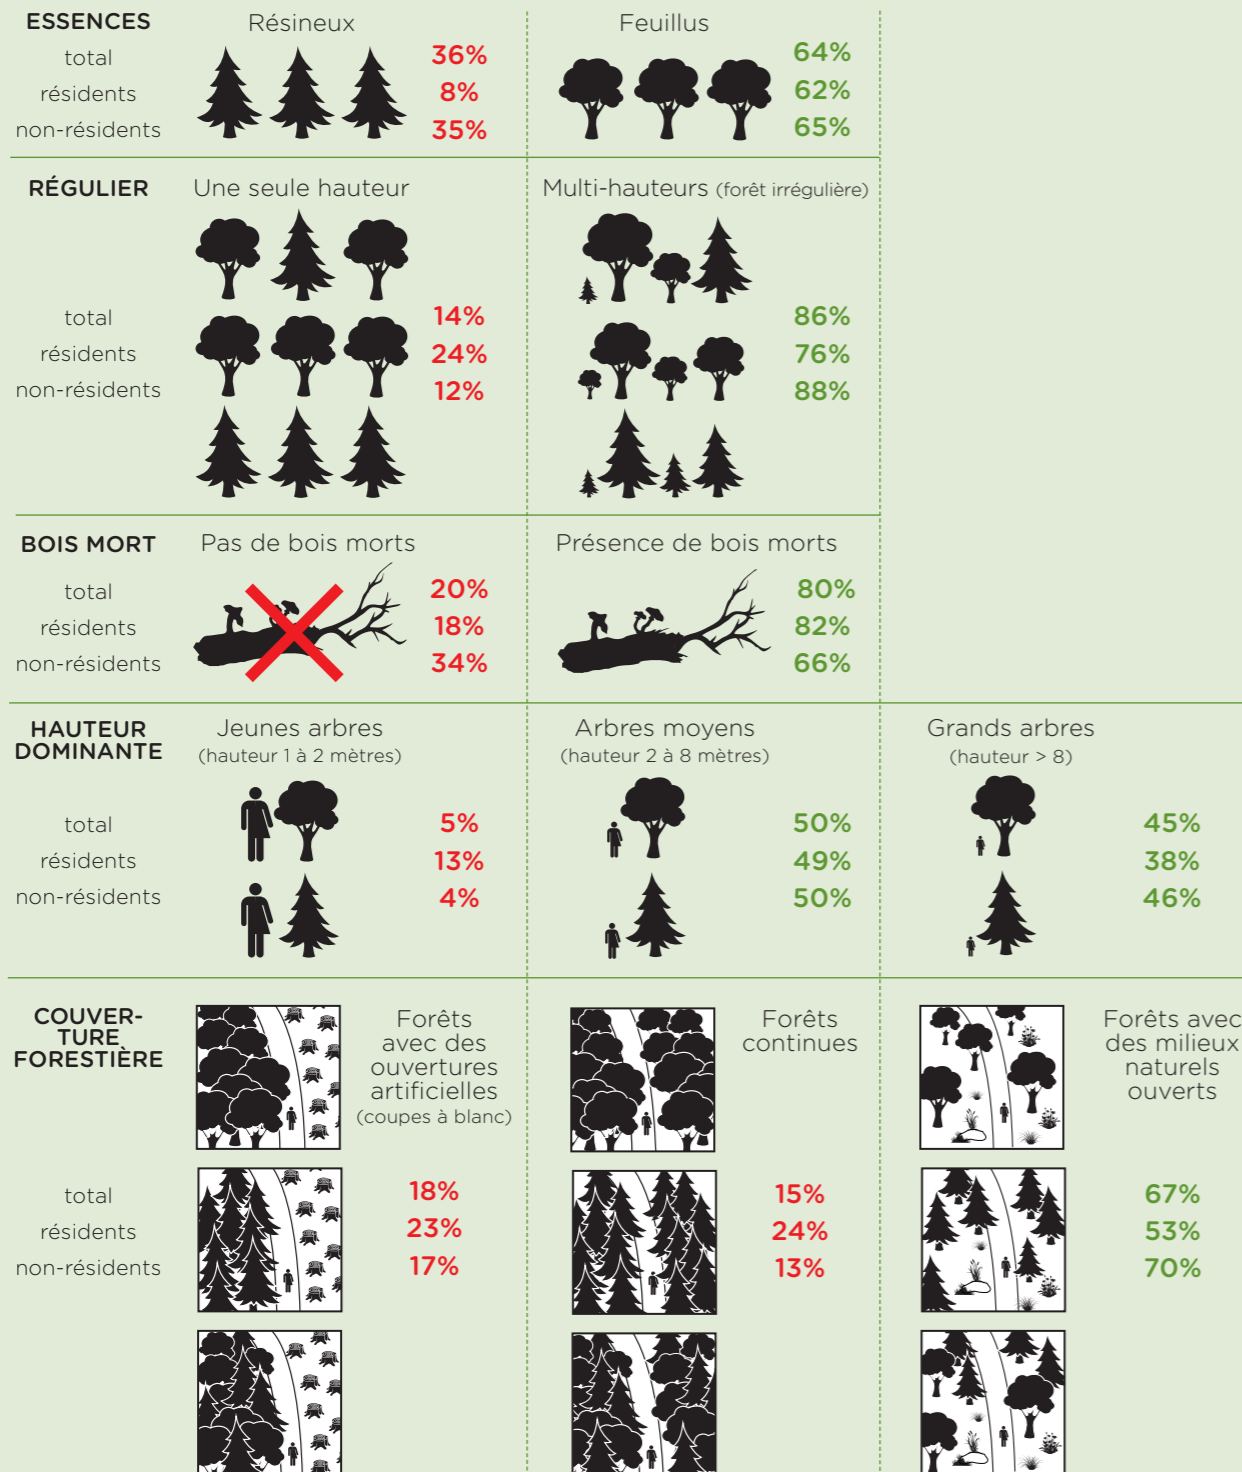 ESSENCES Résineux Feuillus
total 36% 64%
résidents 8% 62%
non-résidents 35% 65%
RÉGULIER Une seule hauteur Multi-hauteurs (forêt irrégulière)
total 14% 86%
résidents 24% 76%
non-résidents 12% 88%
BOIS MORT Pas de bois morts Présence de bois morts
total 20% 80%
résidents 18% 82%
non-résidents 34% 66%
HAUTEUR
DOMINANTE
Jeunes arbres
(hauteur 1 à 2 mètres)
Arbres moyens
(hauteur 2 à 8 mètres)
Grands arbres
(hauteur > 8)
total 5% 50% 45%
résidents 13% 49% 38%
non-résidents 4% 50% 46%
COUVER-
TURE
FORESTIÈRE
Forêts
avec des
ouvertures
artificielles
(coupes à blanc)
Forêts
continues
Forêts avec
des milieux
naturels
ouverts
total 18% 15% 67%
résidents 23% 24% 53%
non-résidents 17% 13% 70%